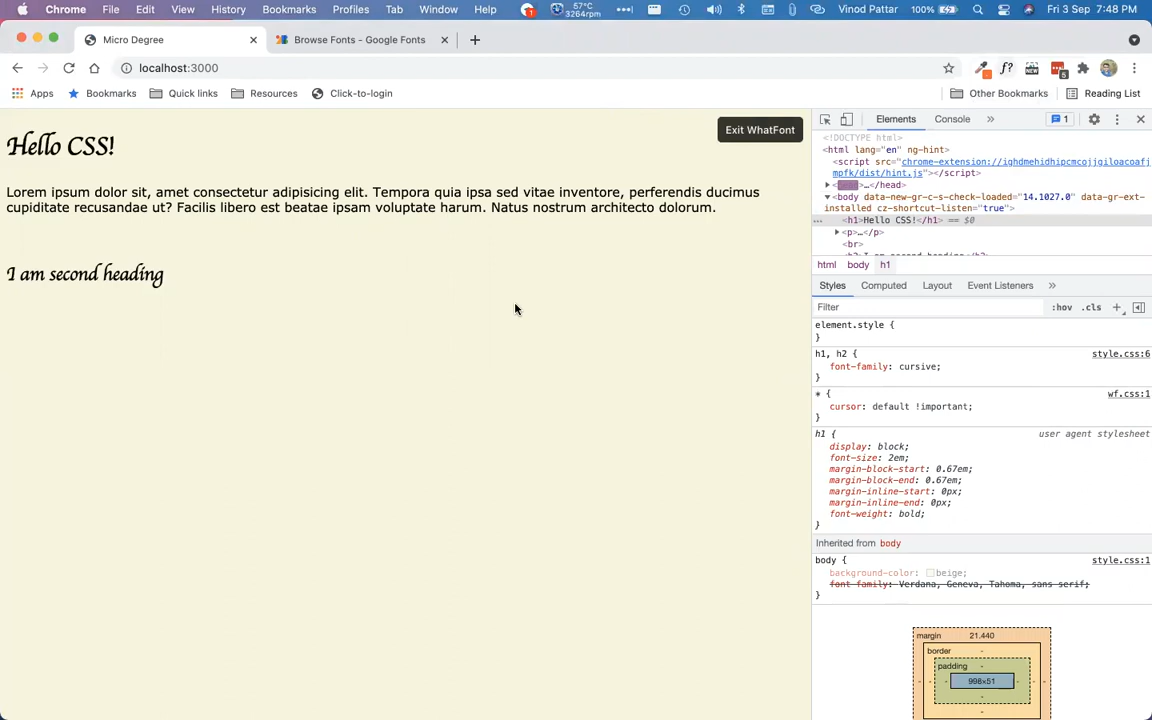 Chrome File Edit View History Bookmarks Profiles Tab Window Help 1 57°C 3264rpm Vinod Pattar 100% Fri 3 Sep 7:48 PM
Micro Degree Browse Fonts - Google Fonts
localhost:3000 f? NEW 5
Apps Bookmarks Quick links Resources Click-to-login Other Bookmarks Reading List
Exit WhatFont
Hello CSS!
Lorem ipsum dolor sit, amet consectetur adipisicing elit. Tempora quia ipsa sed vitae inventore, perferendis ducimus
cupiditate recusandae ut? Facilis libero est beatae ipsam voluptate harum. Natus nostrum architecto dolorum.
I am second heading
Elements Console » 1
<!DOCTYPE html>
<html lang="en" ng-hint>
<script src="chrome-extension://ighdmehidhipcmcojjgiloacoafj
mpfk/dist/hint.js"></script>
<head>…</head>
<body data-new-gr-c-s-check-loaded="14.1027.0" data-gr-ext-
installed cz-shortcut-listen="true">
<h1>Hello CSS!</h1> == $0
<p>…</p>
<br>
html body h1
Styles Computed Layout Event Listeners »
Filter :hov .cls +
element.style {
}
h1, h2 { style.css:6
font-family: cursive;
}
* { wf.css:1
cursor: default !important;
}
h1 { user agent stylesheet
display: block;
font-size: 2em;
margin-block-start: 0.67em;
margin-block-end: 0.67em;
margin-inline-start: 0px;
margin-inline-end: 0px;
font-weight: bold;
}
Inherited from body
body { style.css:1
background-color: beige;
font-family: Verdana, Geneva, Tahoma, sans-serif;
}
margin 21.440
border -
padding -
998×51